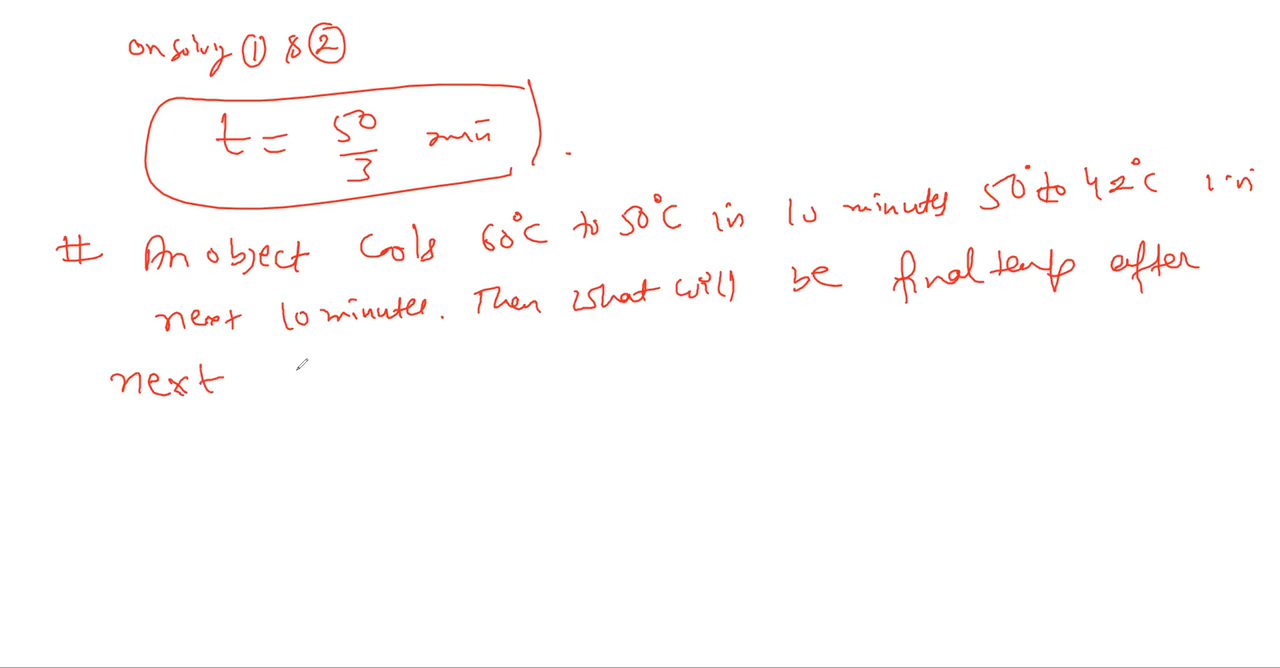 on solvy ① & ②
t = 50/3 min
# An object cools 60°C to 50°C in 10 minutes 50° to 42°C in
next 10 minutes. Then what will be final temp after
next